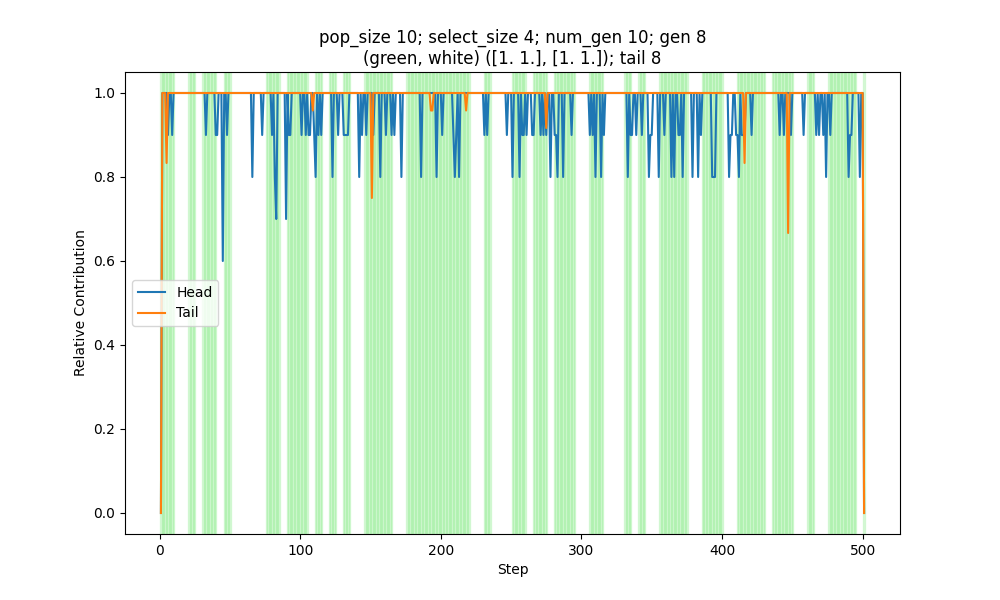 pop_size 10; select_size 4; num_gen 10; gen 8
(green, white) ([1. 1.], [1. 1.]); tail 8
1.0
0.8
0.6
0.4
0.2
0.0
Relative Contribution
Head
Tail
0
100
200
300
400
500
Step